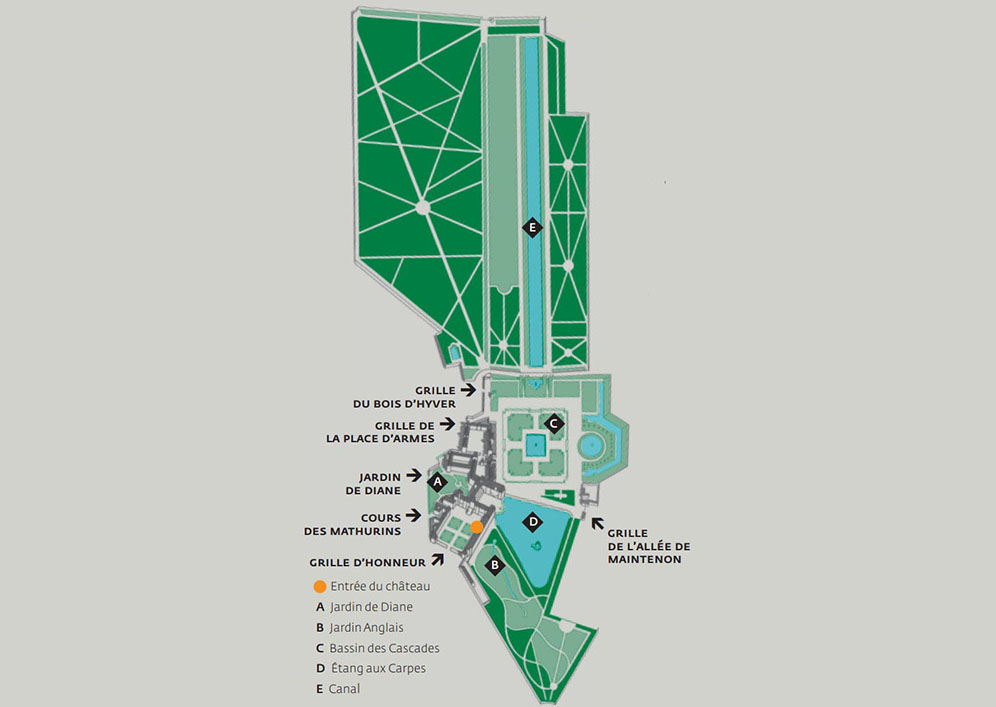 E
GRILLE
DU BOIS D'HYVER
GRILLE DE
LA PLACE D'ARMES
C
JARDIN
DE DIANE
A
COURS
DES MATHURINS
D
GRILLE
DE L'ALLÉE DE
MAINTENON
GRILLE D'HONNEUR
B
Entrée du château
A Jardin de Diane
B Jardin Anglais
C Bassin des Cascades
D Étang aux Carpes
E Canal